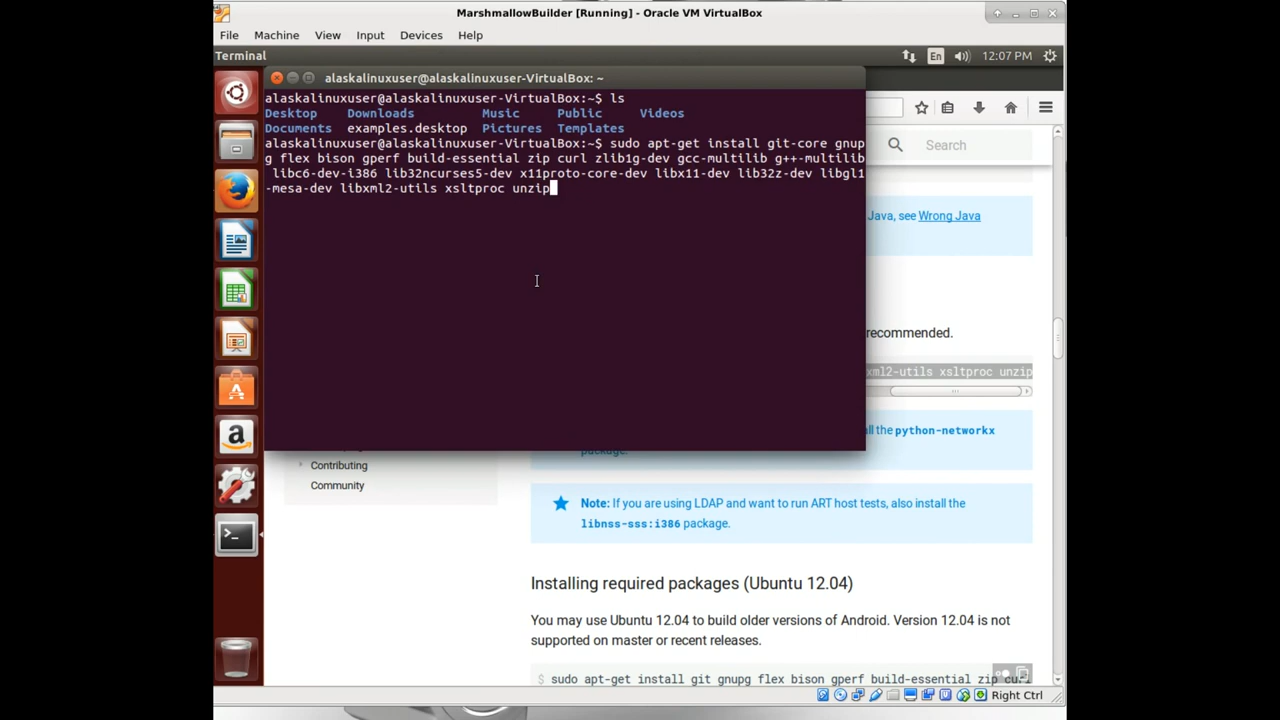 MarshmallowBuilder [Running] - Oracle VM VirtualBox
File Machine View Input Devices Help
Terminal
En
12:07 PM
alaskalinuxuser@alaskalinuxuser-VirtualBox: ~
alaskalinuxuser@alaskalinuxuser-VirtualBox:~$ ls
Desktop Downloads Music Public Videos
Documents examples.desktop Pictures Templates
alaskalinuxuser@alaskalinuxuser-VirtualBox:~$ sudo apt-get install git-core gnup
g flex bison gperf build-essential zip curl zlib1g-dev gcc-multilib g++-multilib
libc6-dev-i386 lib32ncurses5-dev x11proto-core-dev libx11-dev lib32z-dev libgl1
-mesa-dev libxml2-utils xsltproc unzip
Search
Java, see Wrong Java
recommended.
xml2-utils xsltproc unzip
all the python-networkx
package.
Contributing
Community
Note: If you are using LDAP and want to run ART host tests, also install the
libnss-sss:i386 package.
Installing required packages (Ubuntu 12.04)
You may use Ubuntu 12.04 to build older versions of Android. Version 12.04 is not
supported on master or recent releases.
$ sudo apt-get install git gnupg flex bison gperf build-essential zip curl
Right Ctrl